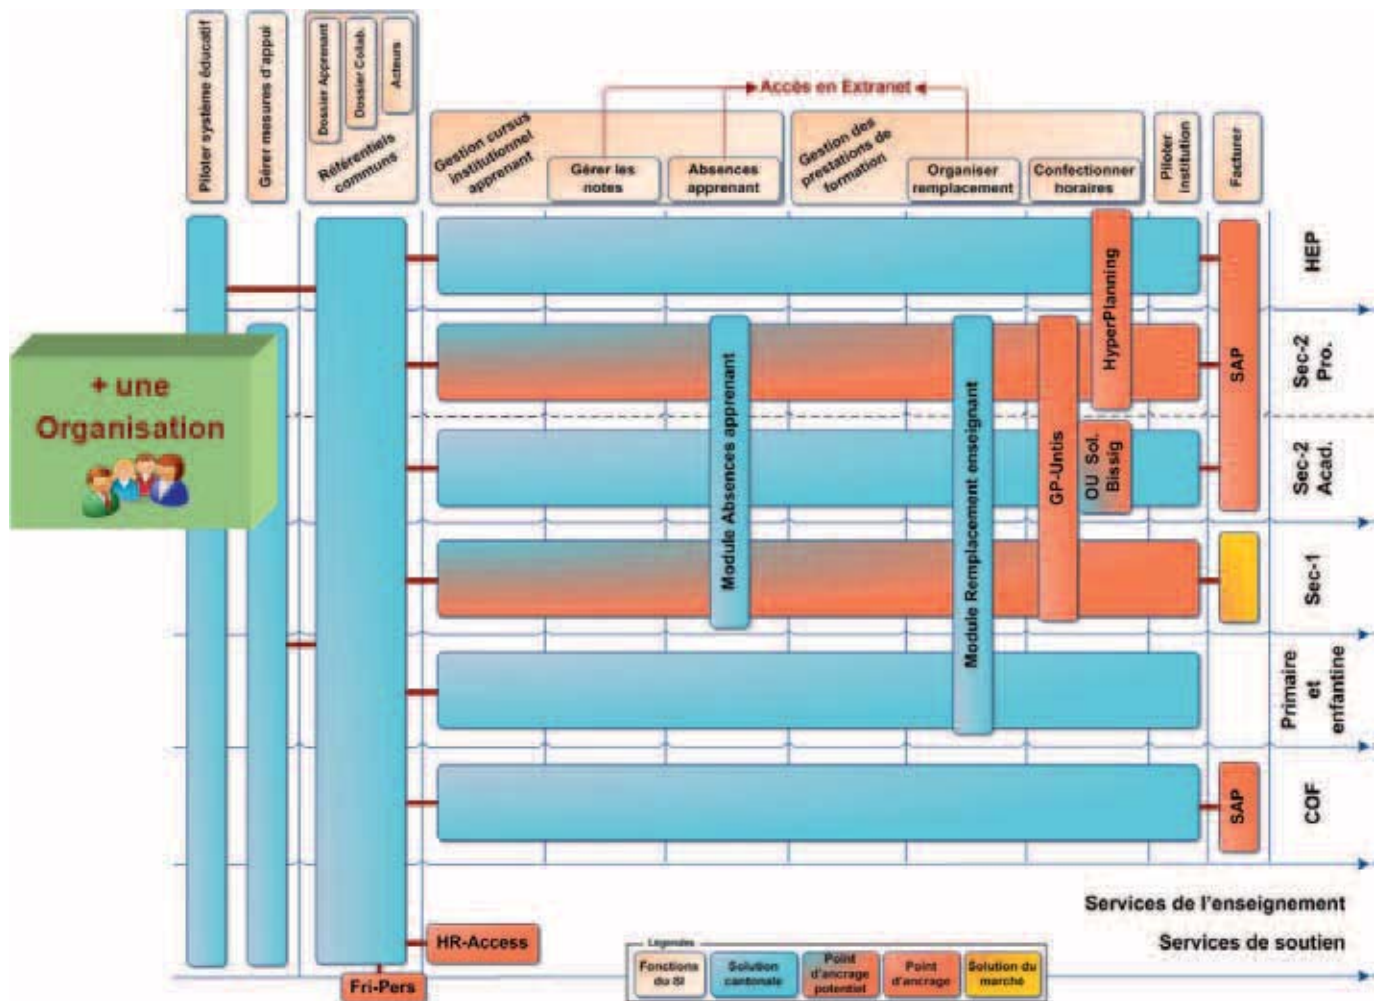 Piloter système éducatif
Gérer mesures d'appui
Dossier Apprenant
Dossier Collab.
Acteurs
Référentiels
communs
Accès en Extranet
Gestion cursus
institutionnel
apprenant
Gérer les
notes
Absences
apprenant
Gestion des
prestations de
formation
Organiser
remplacement
Confectionner
horaires
Piloter
institution
Facturer
HEP
HyperPlanning
SAP
Sec-2
Pro.
+ une
Organisation
Module Absences apprenant
Module Remplacement enseignant
GP-Untis
OU Sol.
Bissig
Sec-2
Acad.
Sec-1
Primaire
et
enfantine
SAP
COF
Services de l'enseignement
HR-Access
Services de soutien
Fri-Pers
Légendes
Fonctions
du SI
Solution
cantonale
Point
d'ancrage
potentiel
Point
d'ancrage
Solution du
marché